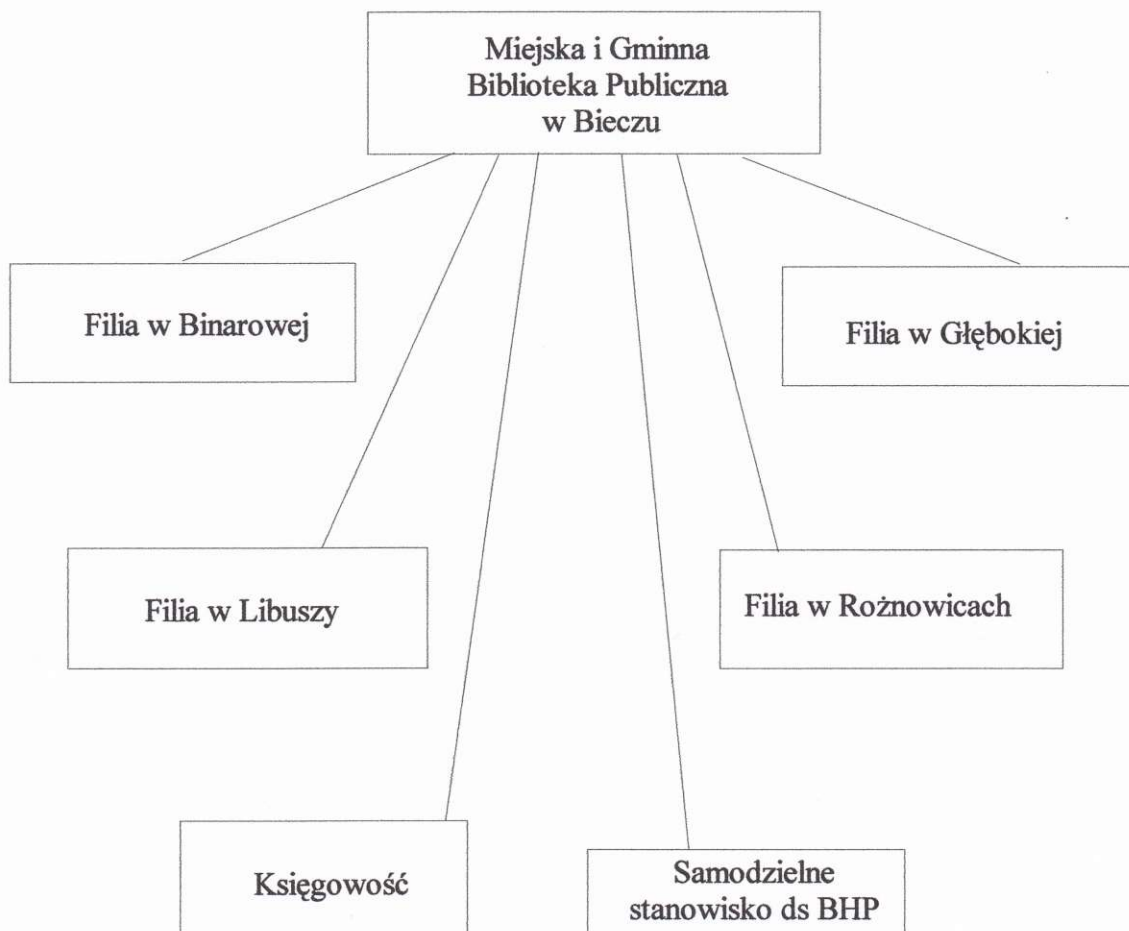 Miejska i Gminna
Biblioteka Publiczna
w Bieczu
Filia w Binarowej
Filia w Głębokiej
Filia w Libuszy
Filia w Rożnowicach
Księgowość
Samodzielne
stanowisko ds BHP